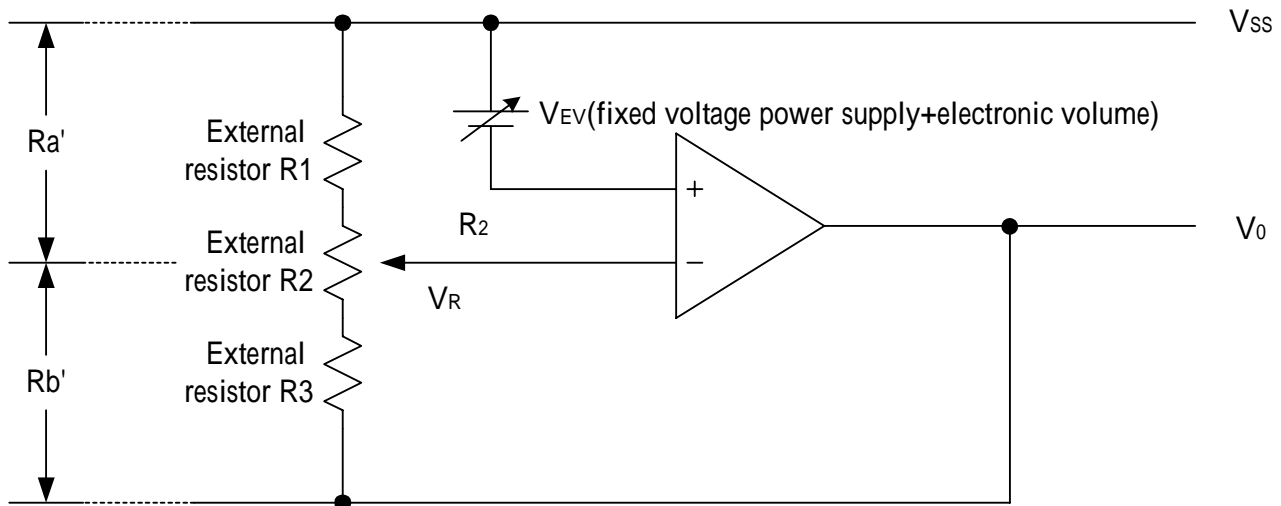 VSS
VEV(fixed voltage power supply+electronic volume)
Ra'
External
resistor R1
+
R2
V0
External
resistor R2
−
VR
External
resistor R3
Rb'